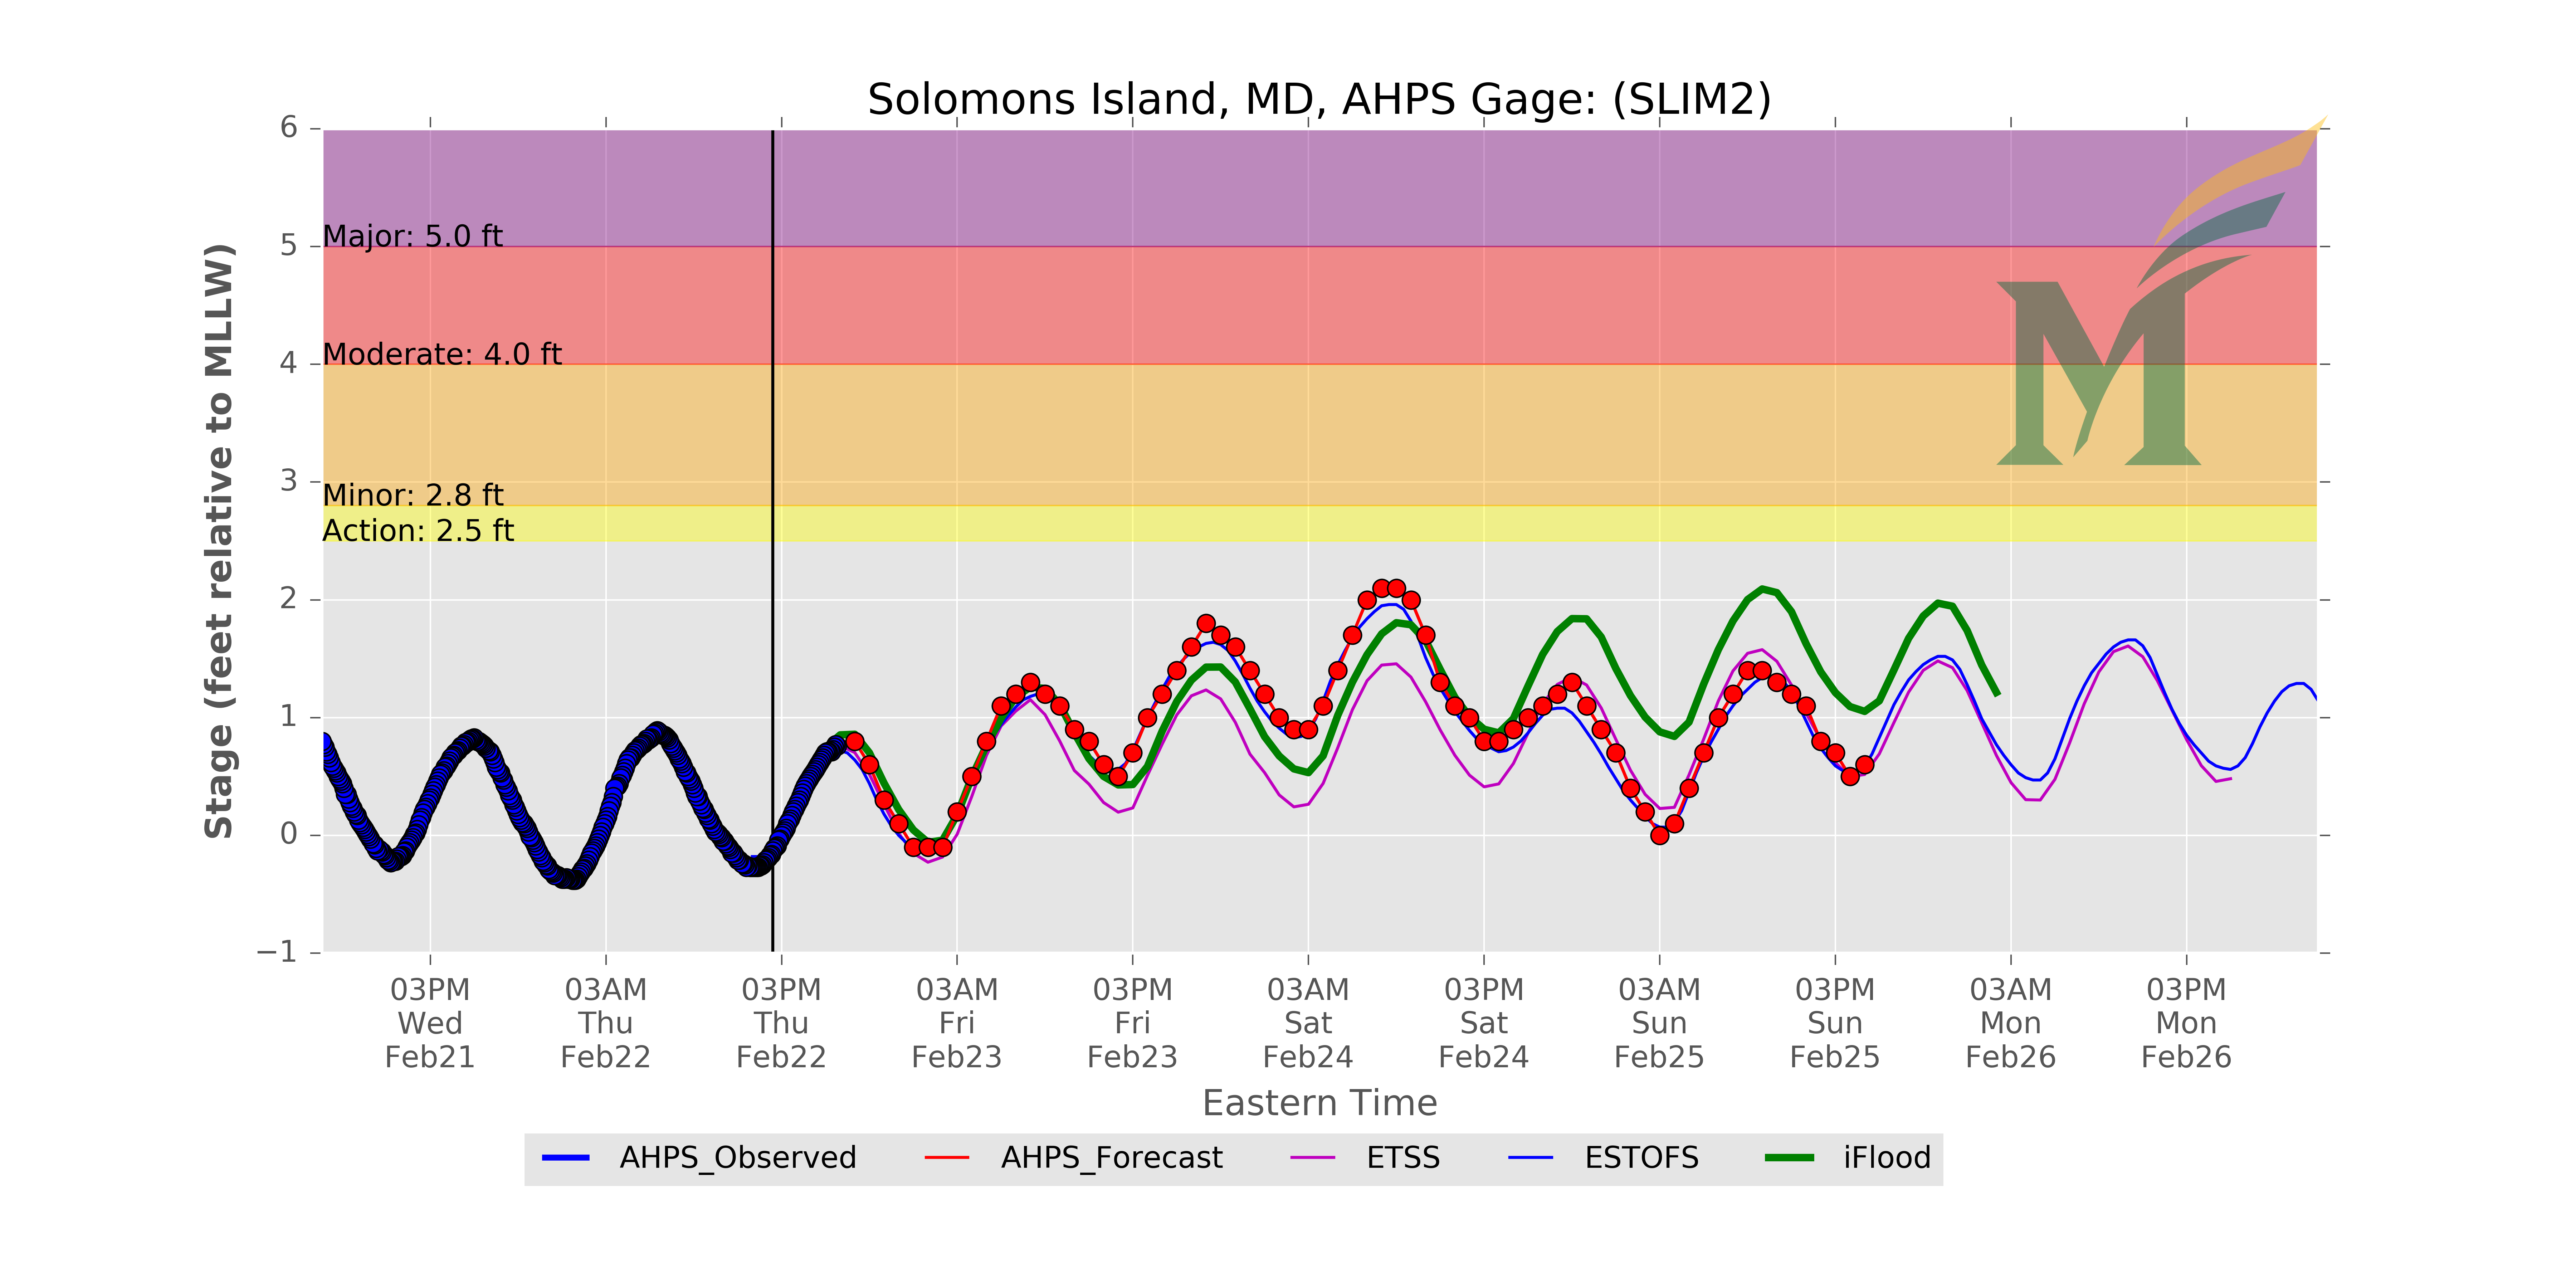 Solomons Island, MD, AHPS Gage: (SLIM2)
Stage (feet relative to MLLW)
6
5
4
3
2
1
0
−1
Major: 5.0 ft
Moderate: 4.0 ft
Minor: 2.8 ft
Action: 2.5 ft
M
03PM 03AM 03PM 03AM 03PM 03AM 03PM 03AM 03PM 03AM 03PM
Wed Thu Thu Fri Fri Sat Sat Sun Sun Mon Mon
Feb21 Feb22 Feb22 Feb23 Feb23 Feb24 Feb24 Feb25 Feb25 Feb26 Feb26
Eastern Time
AHPS_Observed AHPS_Forecast ETSS ESTOFS iFlood